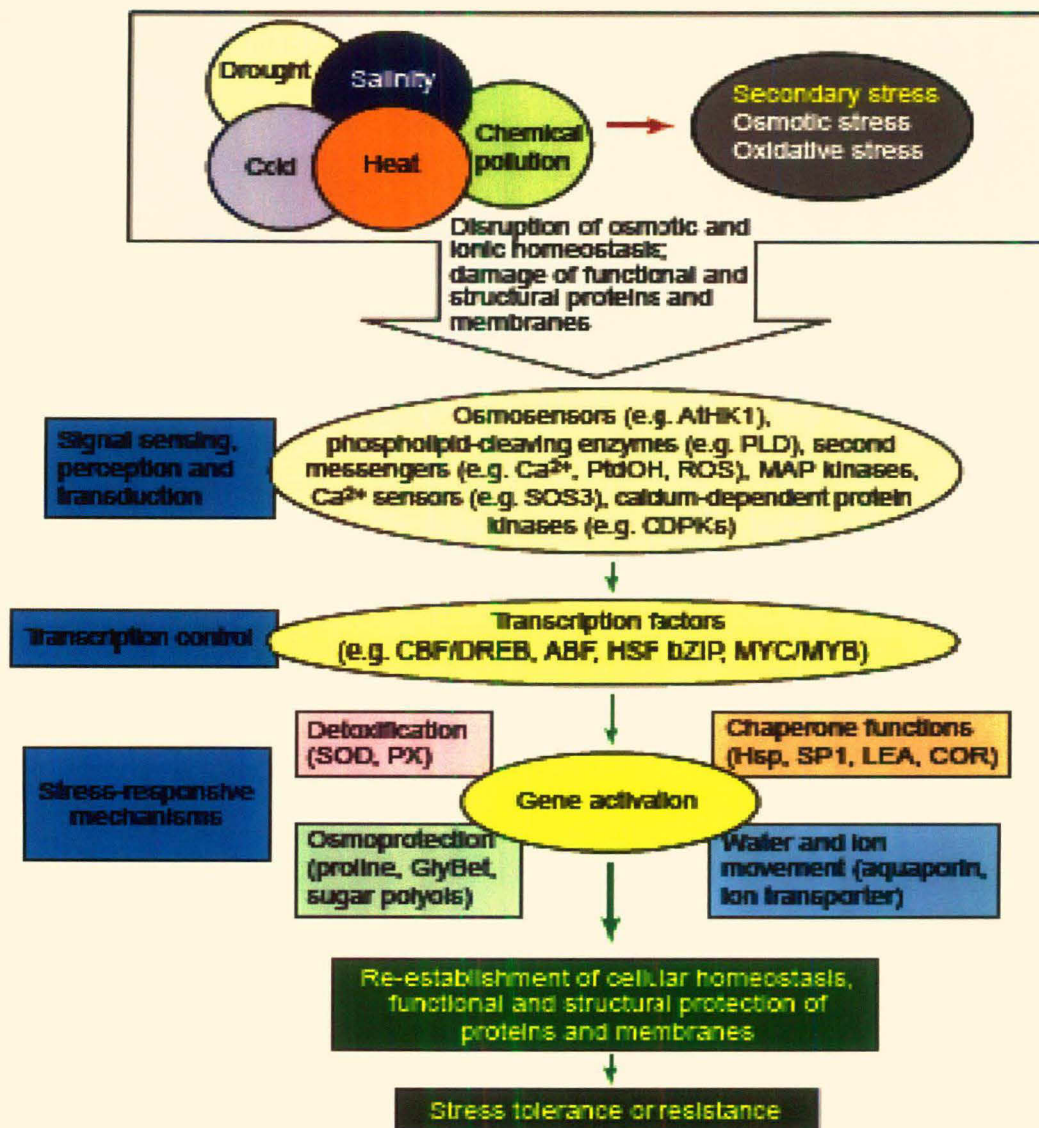 Drought
Salinity
Cold
Heat
Chemical
pollution
Secondary stress
Osmotic stress
Oxidative stress
Disruption of osmotic and
ionic homeostasis;
damage of functional and
structural proteins and
membranes
Signal sensing,
perception and
transduction
Osmosensors (e.g. AtHK1),
phospholipid-cleaving enzymes (e.g. PLD), second
messengers (e.g. Ca²⁺, PtdOH, ROS), MAP kinases,
Ca²⁺ sensors (e.g. SOS3), calcium-dependent protein
kinases (e.g. CDPKs)
Transcription control
Transcription factors
(e.g. CBF/DREB, ABF, HSF bZIP, MYC/MYB)
Stress-responsive
mechanisms
Detoxification
(SOD, PX)
Chaperone functions
(Hsp, SP1, LEA, COR)
Gene activation
Osmoprotection
(proline, GlyBet,
sugar polyols)
Water and ion
movement (aquaporin,
ion transporter)
Re-establishment of cellular homeostasis,
functional and structural protection of
proteins and membranes
Stress tolerance or resistance